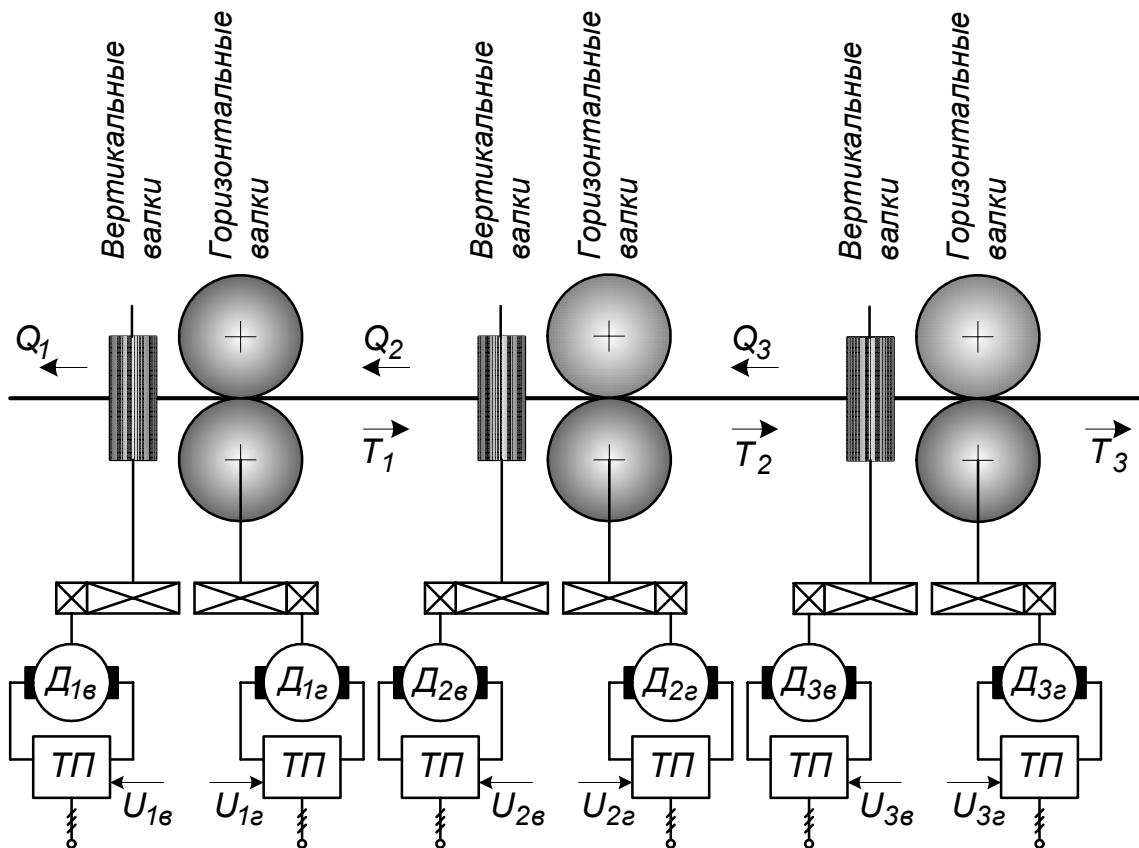 Вертикальные
валки
Горизонтальные
валки
Вертикальные
валки
Горизонтальные
валки
Вертикальные
валки
Горизонтальные
валки
Q1
Q2
Q3
T1
T2
T3
Д1в
Д1г
Д2в
Д2г
Д3в
Д3г
ТП
ТП
ТП
ТП
ТП
ТП
U1в
U1г
U2в
U2г
U3в
U3г